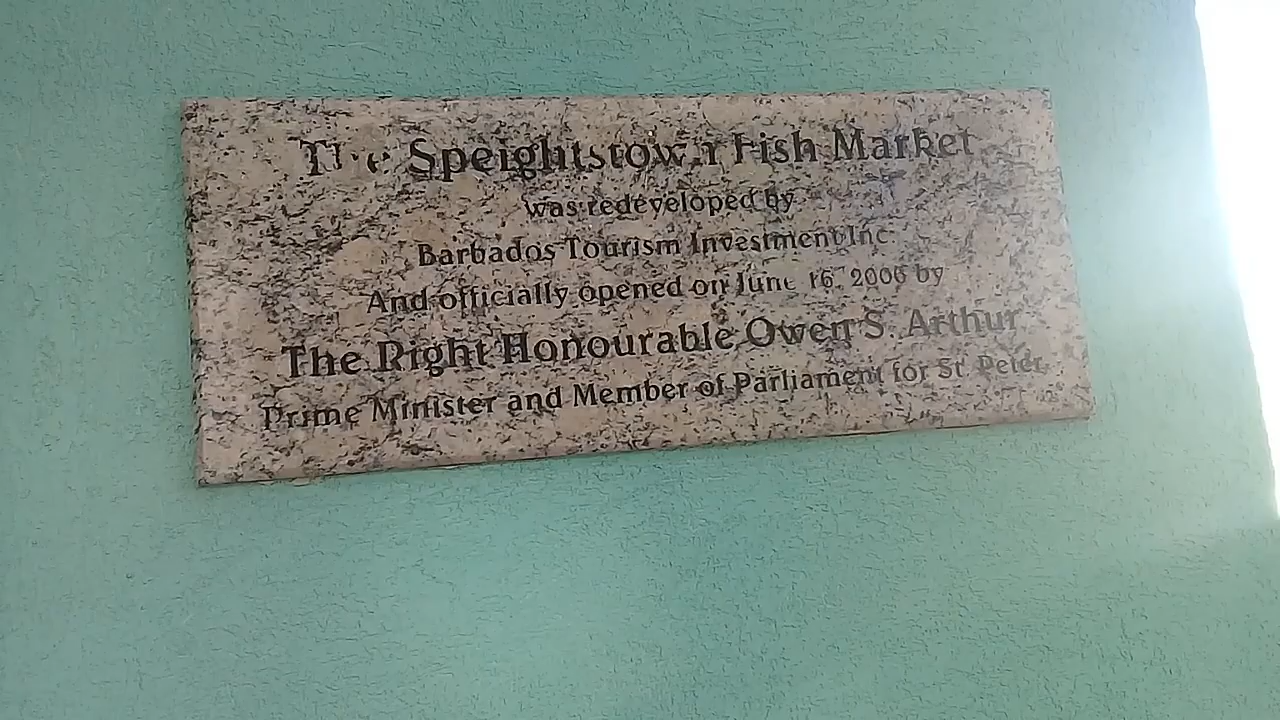 The Speightstown Fish Market
was redeveloped by
Barbados Tourism Investment Inc.
And officially opened on June 16, 2006 by
The Right Honourable Owen S. Arthur
Prime Minister and Member of Parliament for St. Peter